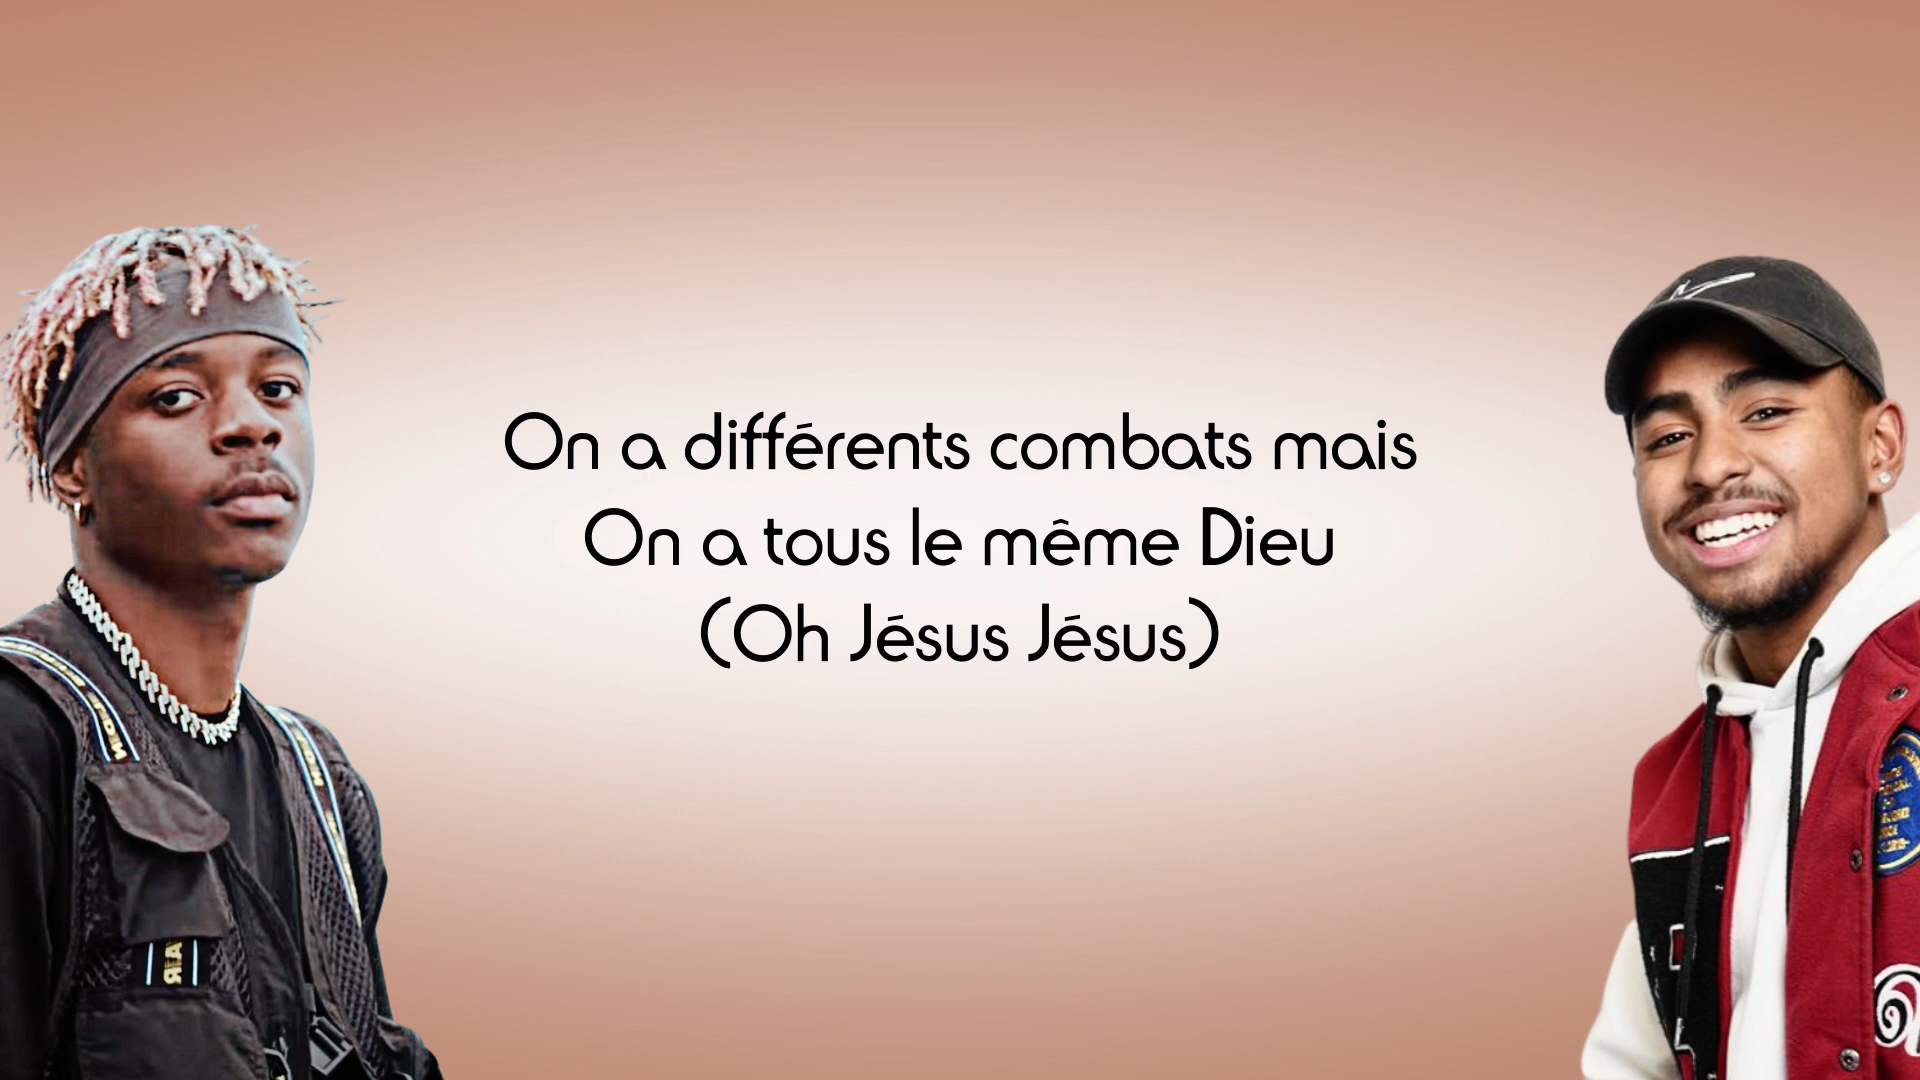 On a différents combats mais
On a tous le même Dieu
(Oh Jésus Jésus)